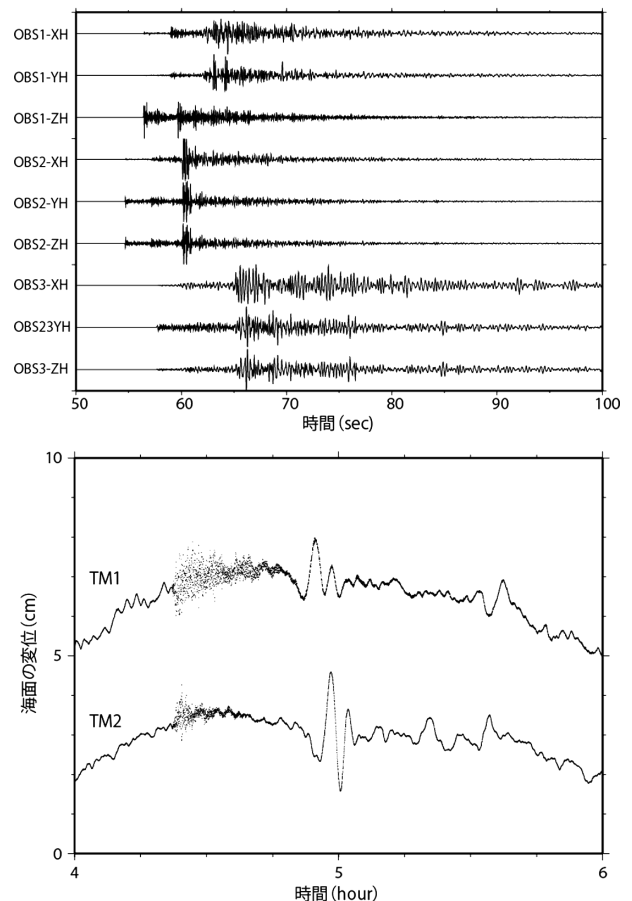 OBS1-XH
OBS1-YH
OBS1-ZH
OBS2-XH
OBS2-YH
OBS2-ZH
OBS3-XH
OBS23YH
OBS3-ZH
50 60 70 80 90 100
時間(sec)
10
5
0
海面の変位(cm)
TM1
TM2
4 5 6
時間(hour)